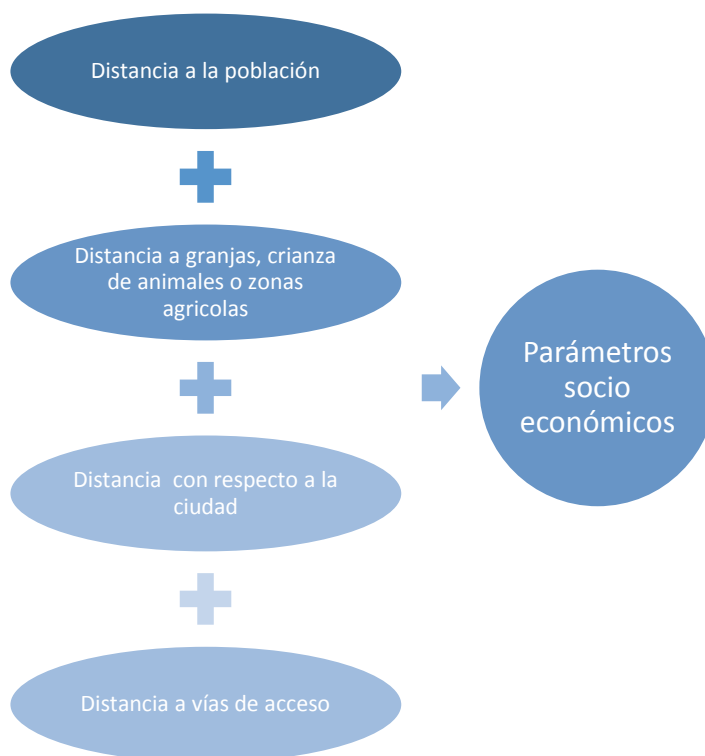 Distancia a la población
Distancia a granjas, crianza
de animales o zonas
agricolas
Distancia con respecto a la
ciudad
Distancia a vías de acceso
Parámetros
socio
económicos